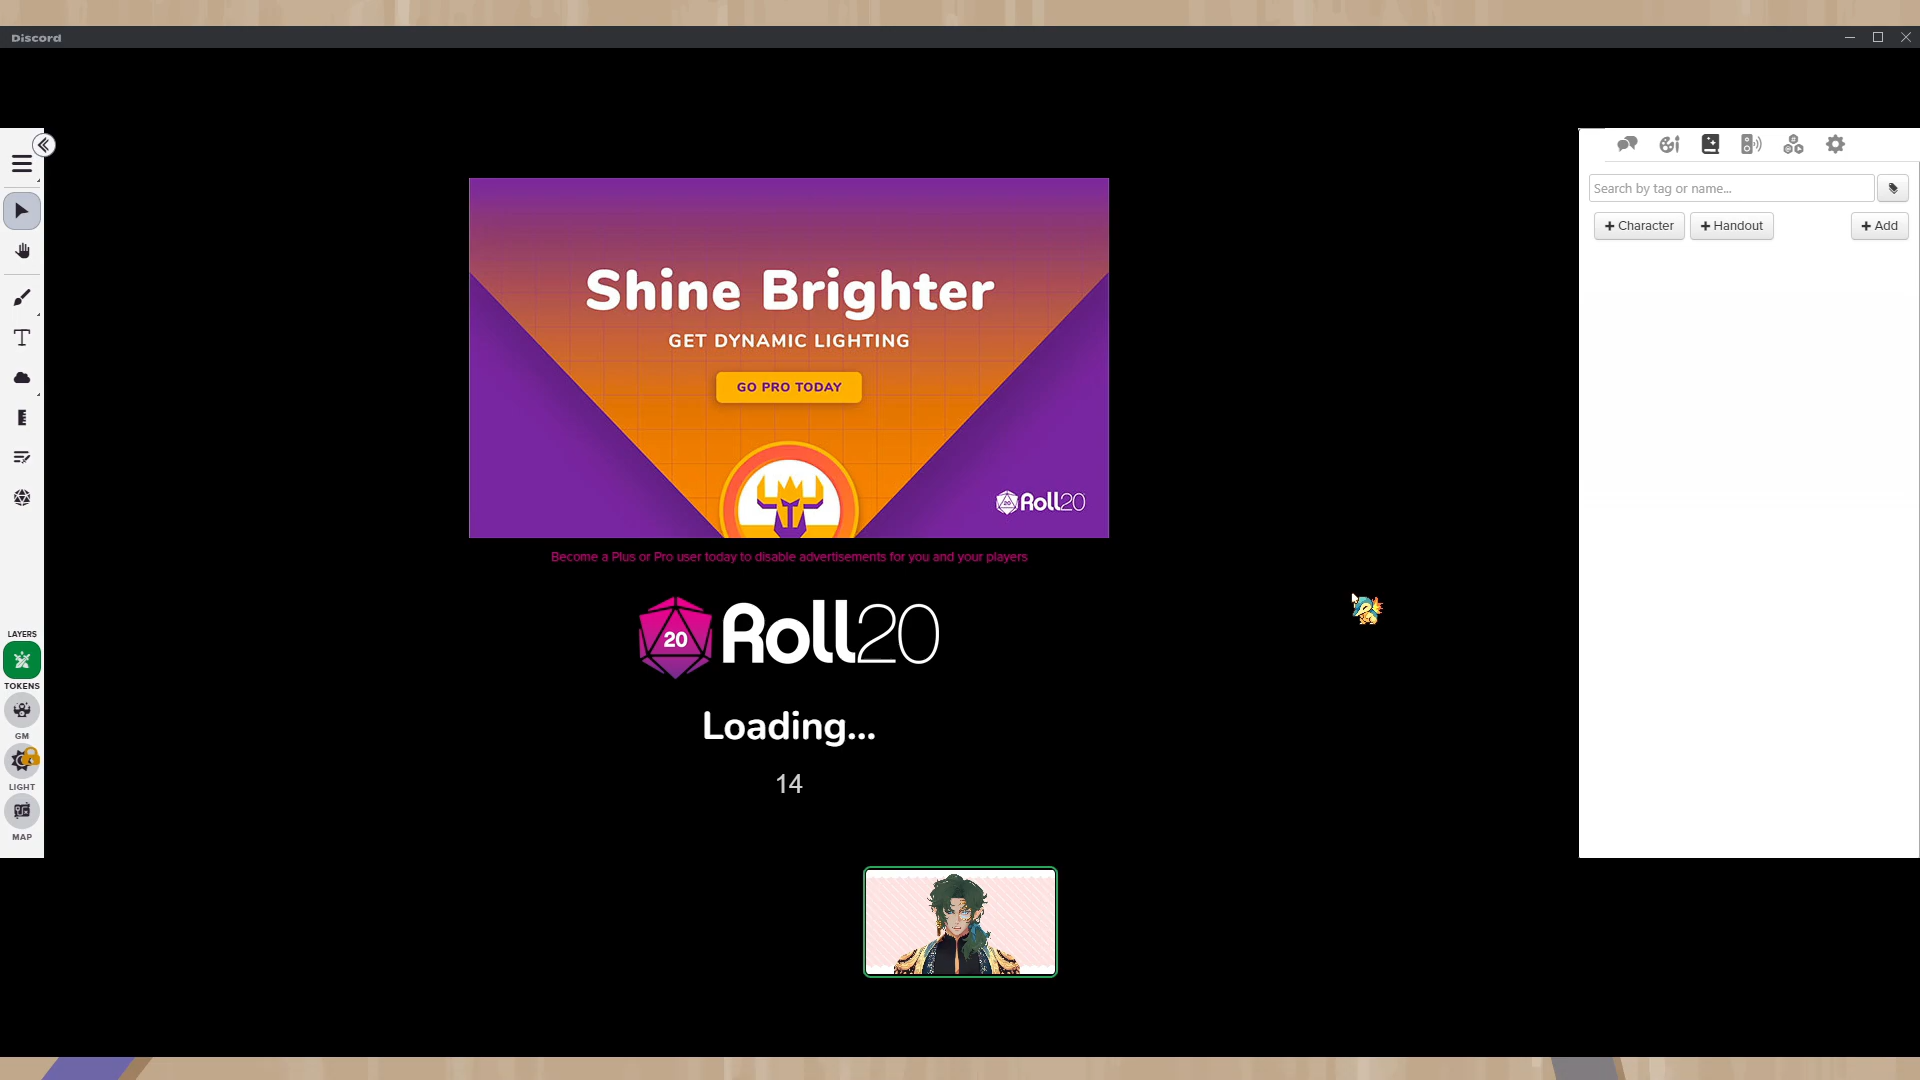 Discord
Search by tag or name...
+ Character
+ Handout
+ Add
Shine Brighter
GET DYNAMIC LIGHTING
GO PRO TODAY
Roll20
Become a Plus or Pro user today to disable advertisements for you and your players
20
Roll20
Loading...
14
LAYERS
TOKENS
GM
LIGHT
MAP